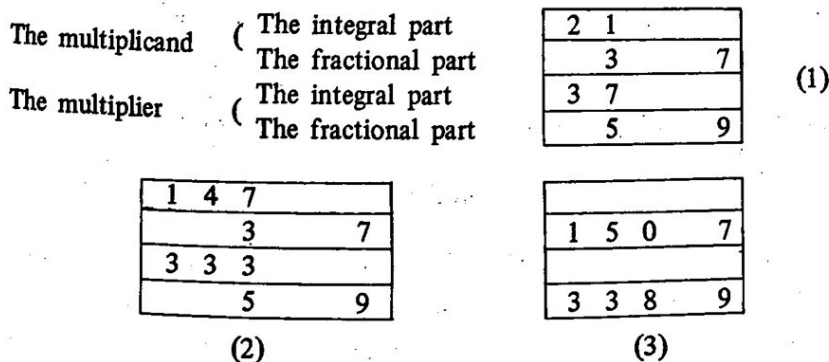 The multiplicand ( The integral part
The fractional part
The multiplier ( The integral part
The fractional part
2 1
3 7
3 7
5 9
(1)
1 4 7
3 7
3 3 3
5 9
(2)
1 5 0 7
3 3 8 9
(3)